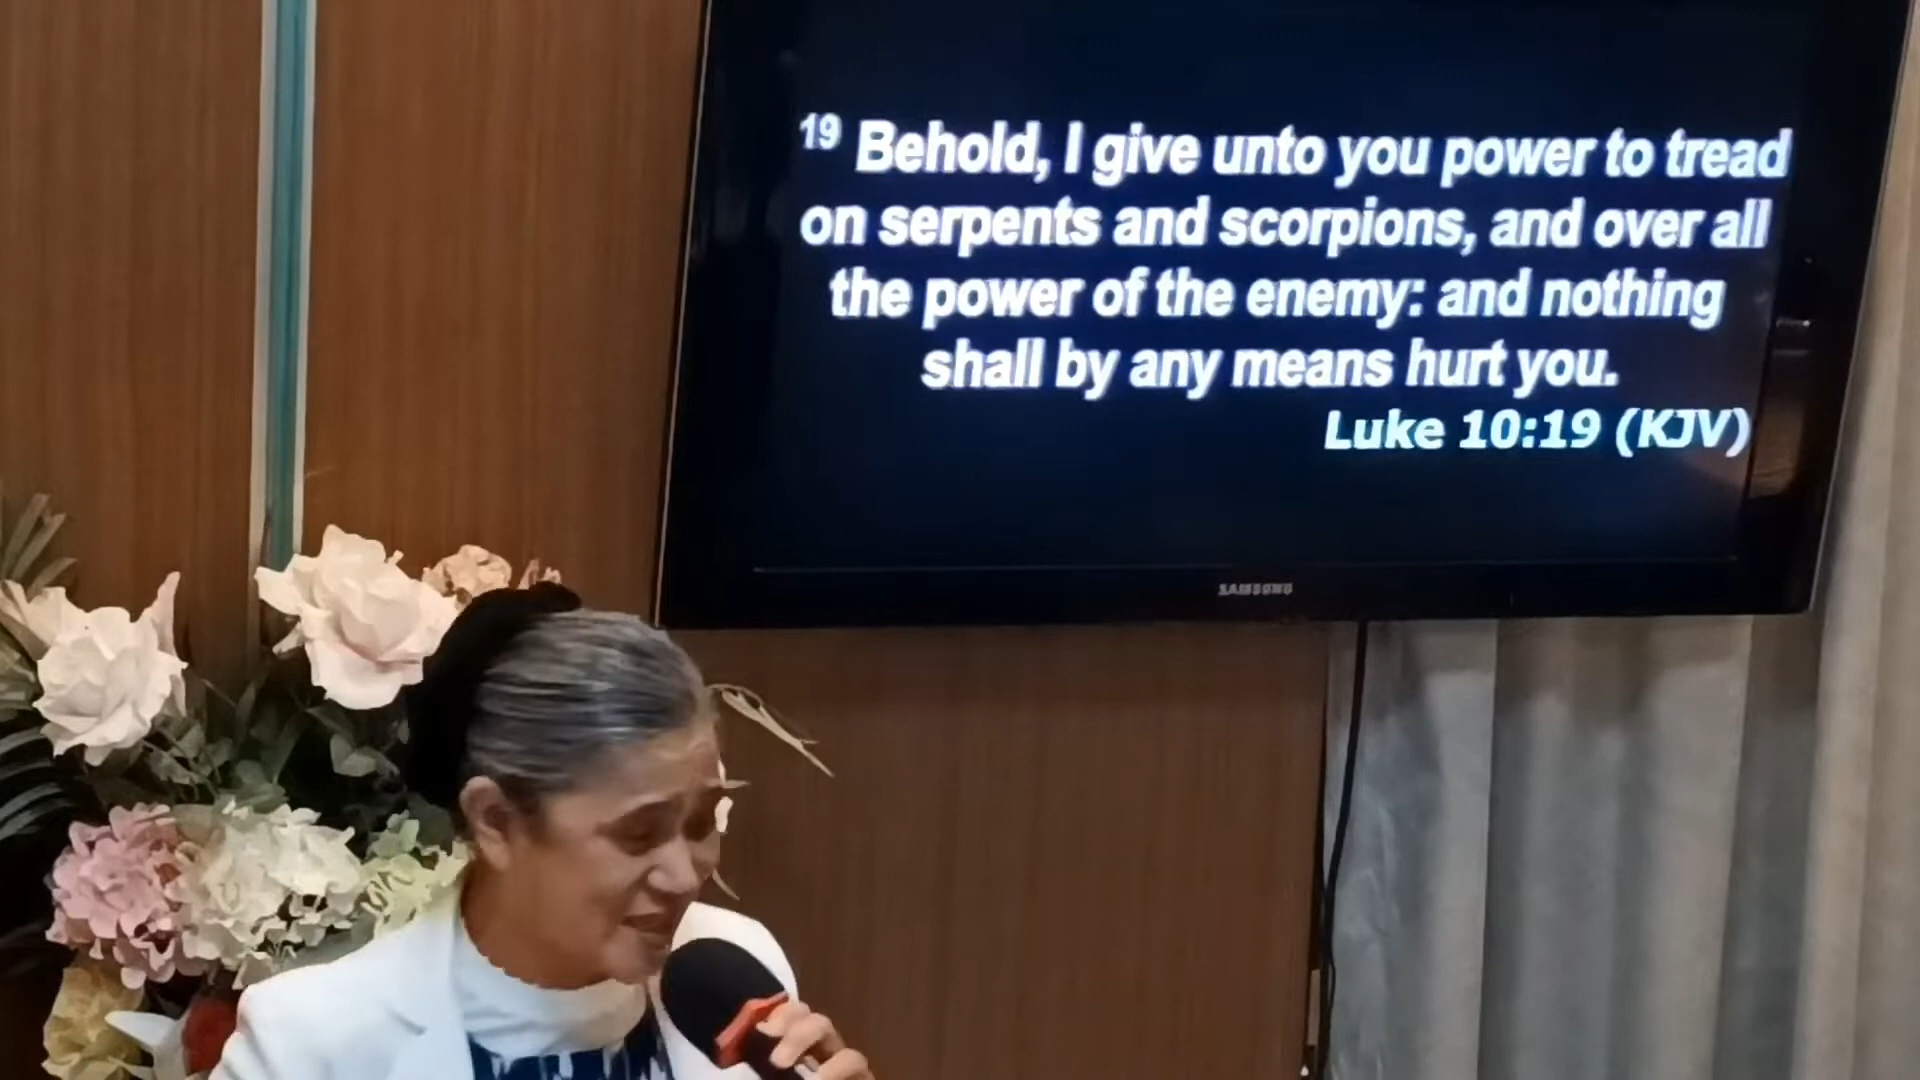 19 Behold, I give unto you power to tread
on serpents and scorpions, and over all
the power of the enemy: and nothing
shall by any means hurt you.
Luke 10:19 (KJV)
SAMSUNG